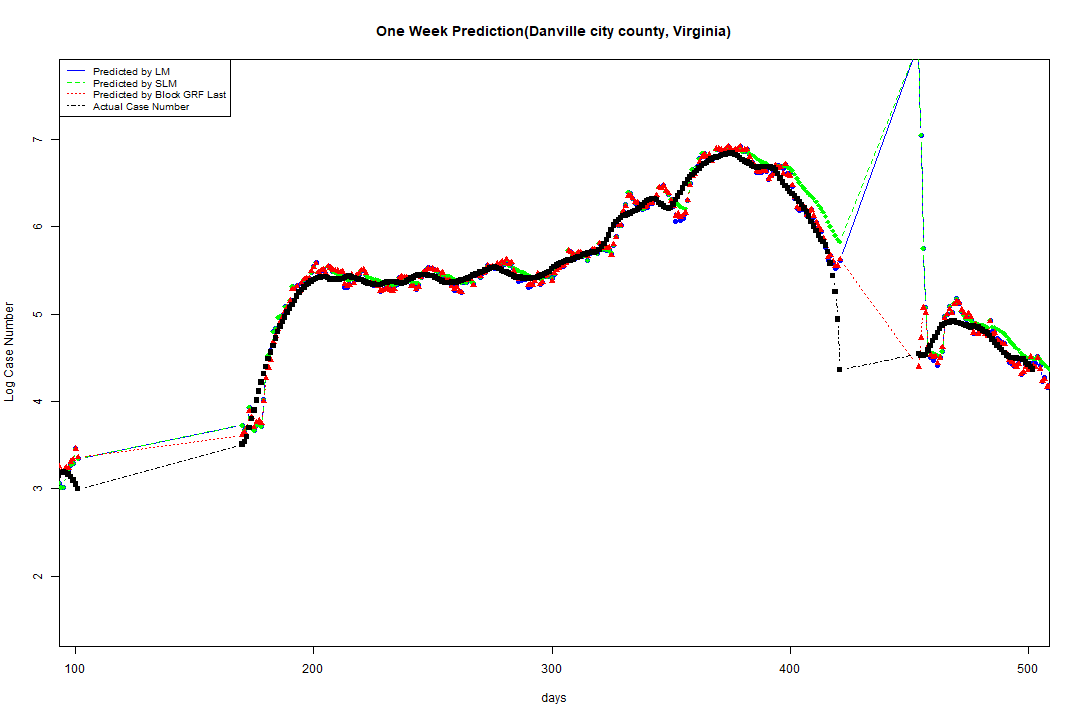 One Week Prediction(Danville city county, Virginia)
Predicted by LM
Predicted by SLM
Predicted by Block GRF Last
Actual Case Number
7
6
5
4
3
2
Log Case Number
100 200 300 400 500
days